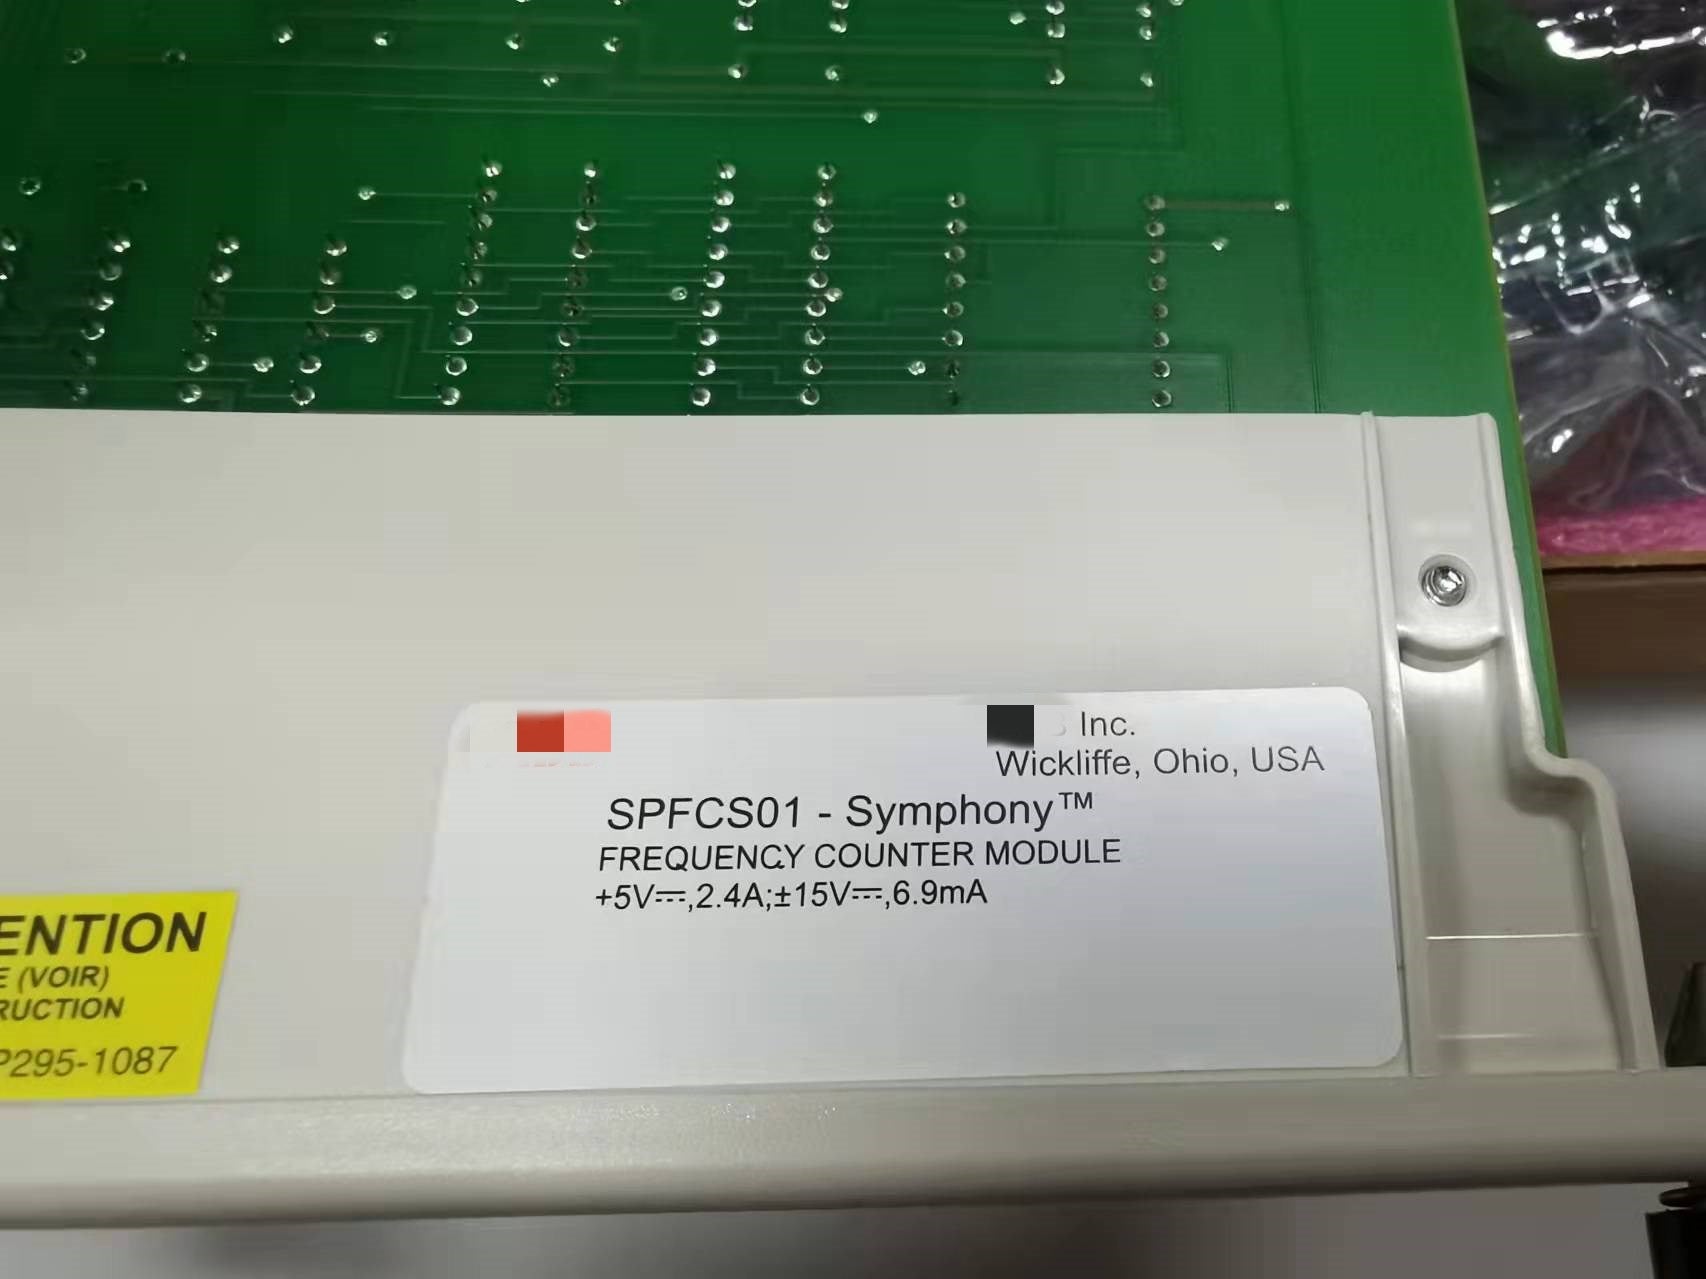 Inc.
Wickliffe, Ohio, USA
SPFCS01 - Symphony™
FREQUENCY COUNTER MODULE
+5V⎓,2.4A;±15V⎓,6.9mA
ENTION
E (VOIR)
RUCTION
P295-1087